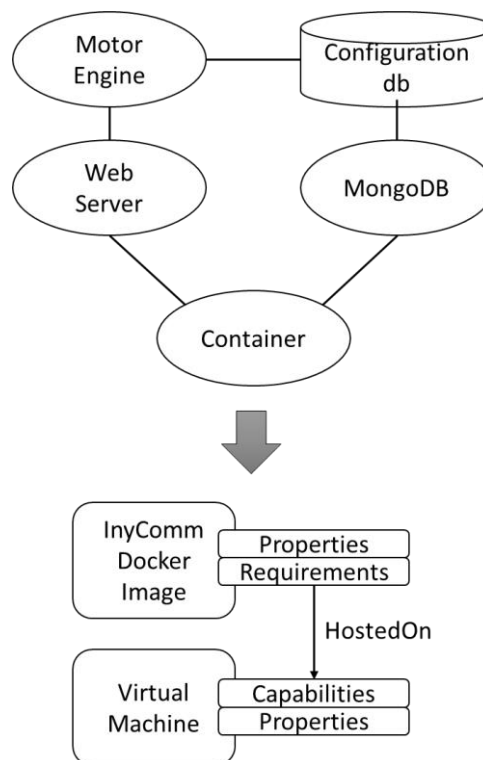 Motor
Engine
Configuration
db
Web
Server
MongoDB
Container
InyComm
Docker
Image
Properties
Requirements
HostedOn
Virtual
Machine
Capabilities
Properties